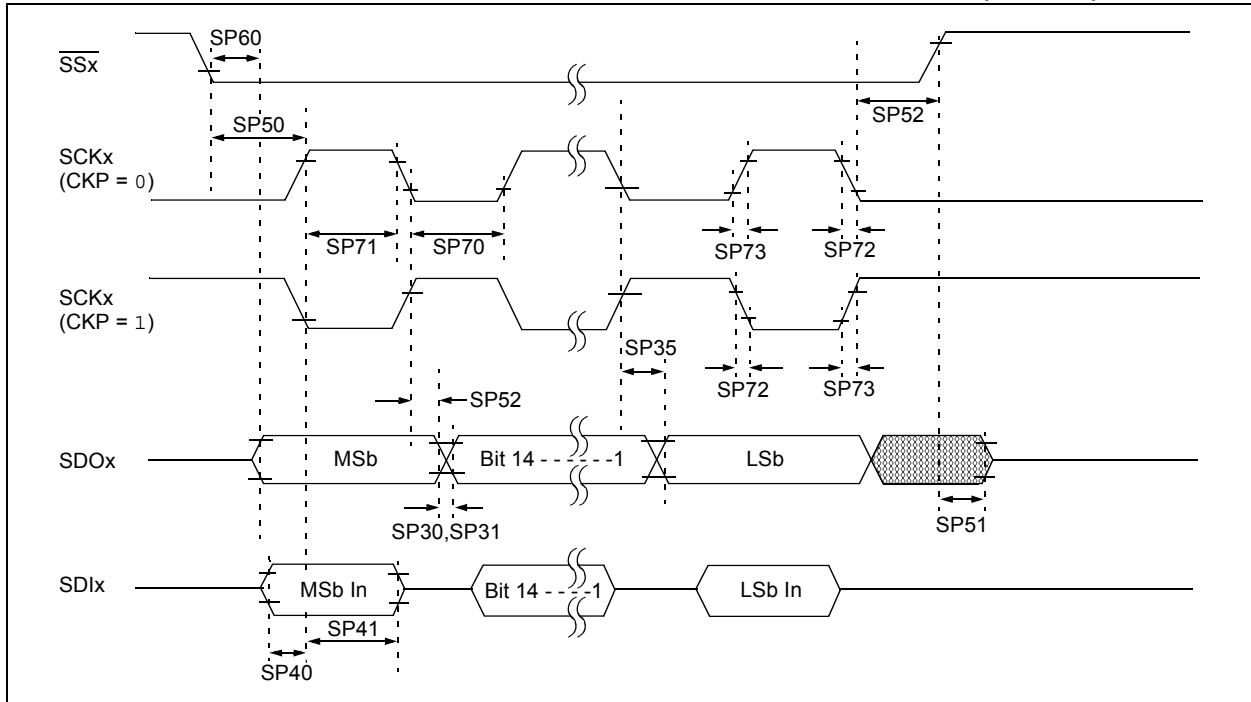 SP60
SSx
SP52
SP50
SCKx
(CKP = 0)
SP71
SP70
SP73
SP72
SCKx
(CKP = 1)
SP35
SP72
SP73
SP52
SDOx
MSb
Bit 14 - - - - - -1
LSb
SP30,SP31
SP51
SDIx
MSb In
Bit 14 - - - -1
LSb In
SP41
SP40